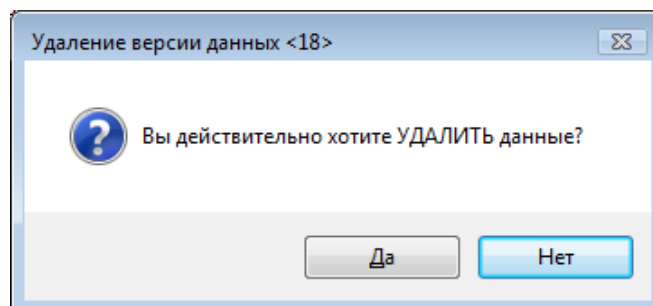 Удаление версии данных <18>
Вы действительно хотите УДАЛИТЬ данные?
Да
Нет